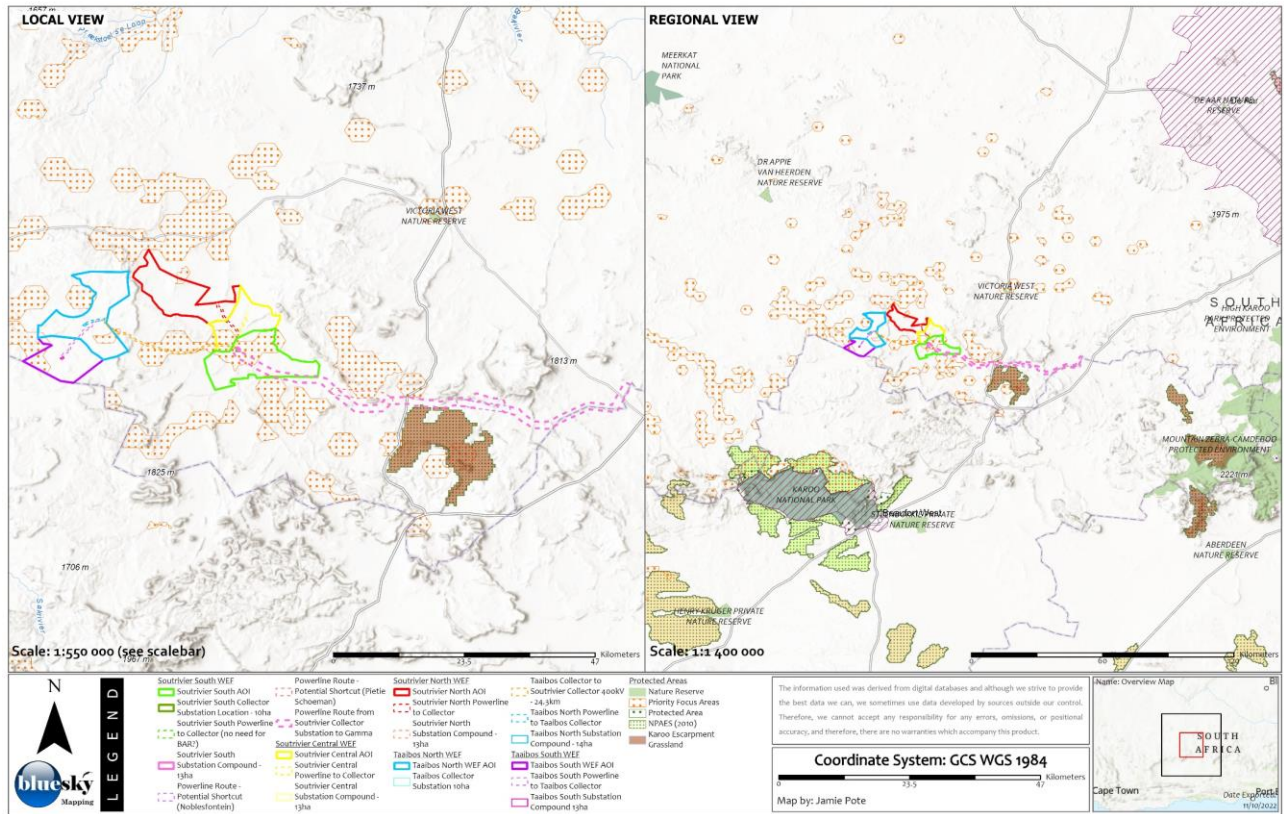 LOCAL VIEW
1737 m
VICTORIA WEST
NATURE RESERVE
1813 m
1825 m
1706 m
Scale: 1:550 000 (see scalebar)
23.5
47
Kilometers
REGIONAL VIEW
MEERKAT
NATIONAL
PARK
DE AAR NATURE
RESERVE
DR APPIE
VAN HEERDEN
NATURE RESERVE
1975 m
VICTORIA WEST
NATURE RESERVE
SOUTH
HIGH KAROO
PARK PROTECTED
ENVIRONMENT
MOUNTAIN ZEBRA-CAMDEBOO
PROTECTED ENVIRONMENT
2221 m
KAROO
NATIONAL PARK
Beaufort West
PRIVATE
NATURE RESERVE
ABERDEEN
NATURE RESERVE
HENRY KRUGER PRIVATE
NATURE RESERVE
Scale: 1:1 400 000
60
Kilometers
N
bluesky
Mapping
LEGEND
Soutrivier South WEF
Soutrivier South AOI
Soutrivier South Collector
Substation Location - 10ha
Soutrivier South Powerline
to Collector (no need for
BAR?)
Soutrivier South
Substation Compound -
13ha
Powerline Route -
Potential Shortcut
(Noblesfontein)
Powerline Route -
Potential Shortcut (Pietie
Schoeman)
Powerline Route from
Soutrivier Collector
Substation to Gamma
Soutrivier Central WEF
Soutrivier Central AOI
Soutrivier Central
Powerline to Collector
Soutrivier Central
Substation Compound -
13ha
Soutrivier North WEF
Soutrivier North AOI
Soutrivier North Powerline
to Collector
Soutrivier North
Substation Compound -
13ha
Taaibos North WEF
Taaibos North WEF AOI
Taaibos Collector
Substation 10ha
Taaibos Collector to
Soutrivier Collector 400kV
- 24.3km
Taaibos North Powerline
to Taaibos Collector
Taaibos North Substation
Compound - 14ha
Taaibos South WEF
Taaibos South WEF AOI
Taaibos South Powerline
to Taaibos Collector
Taaibos South Substation
Compound 13ha
Protected Areas
Nature Reserve
Priority Focus Areas
Protected Area
NPAES (2010)
Karoo Escarpment
Grassland
The information used was derived from digital databases and although we strive to provide
the best data we can, we sometimes use data developed by sources outside our control.
Therefore, we cannot accept any responsibility for any errors, omissions, or positional
accuracy, and therefore, there are no warranties which accompany this product.
Coordinate System: GCS WGS 1984
0
23.5
47
Kilometers
Map by: Jamie Pote
Name: Overview Map
SOUTH
AFRICA
Cape Town
Date Exported:
11/10/2022